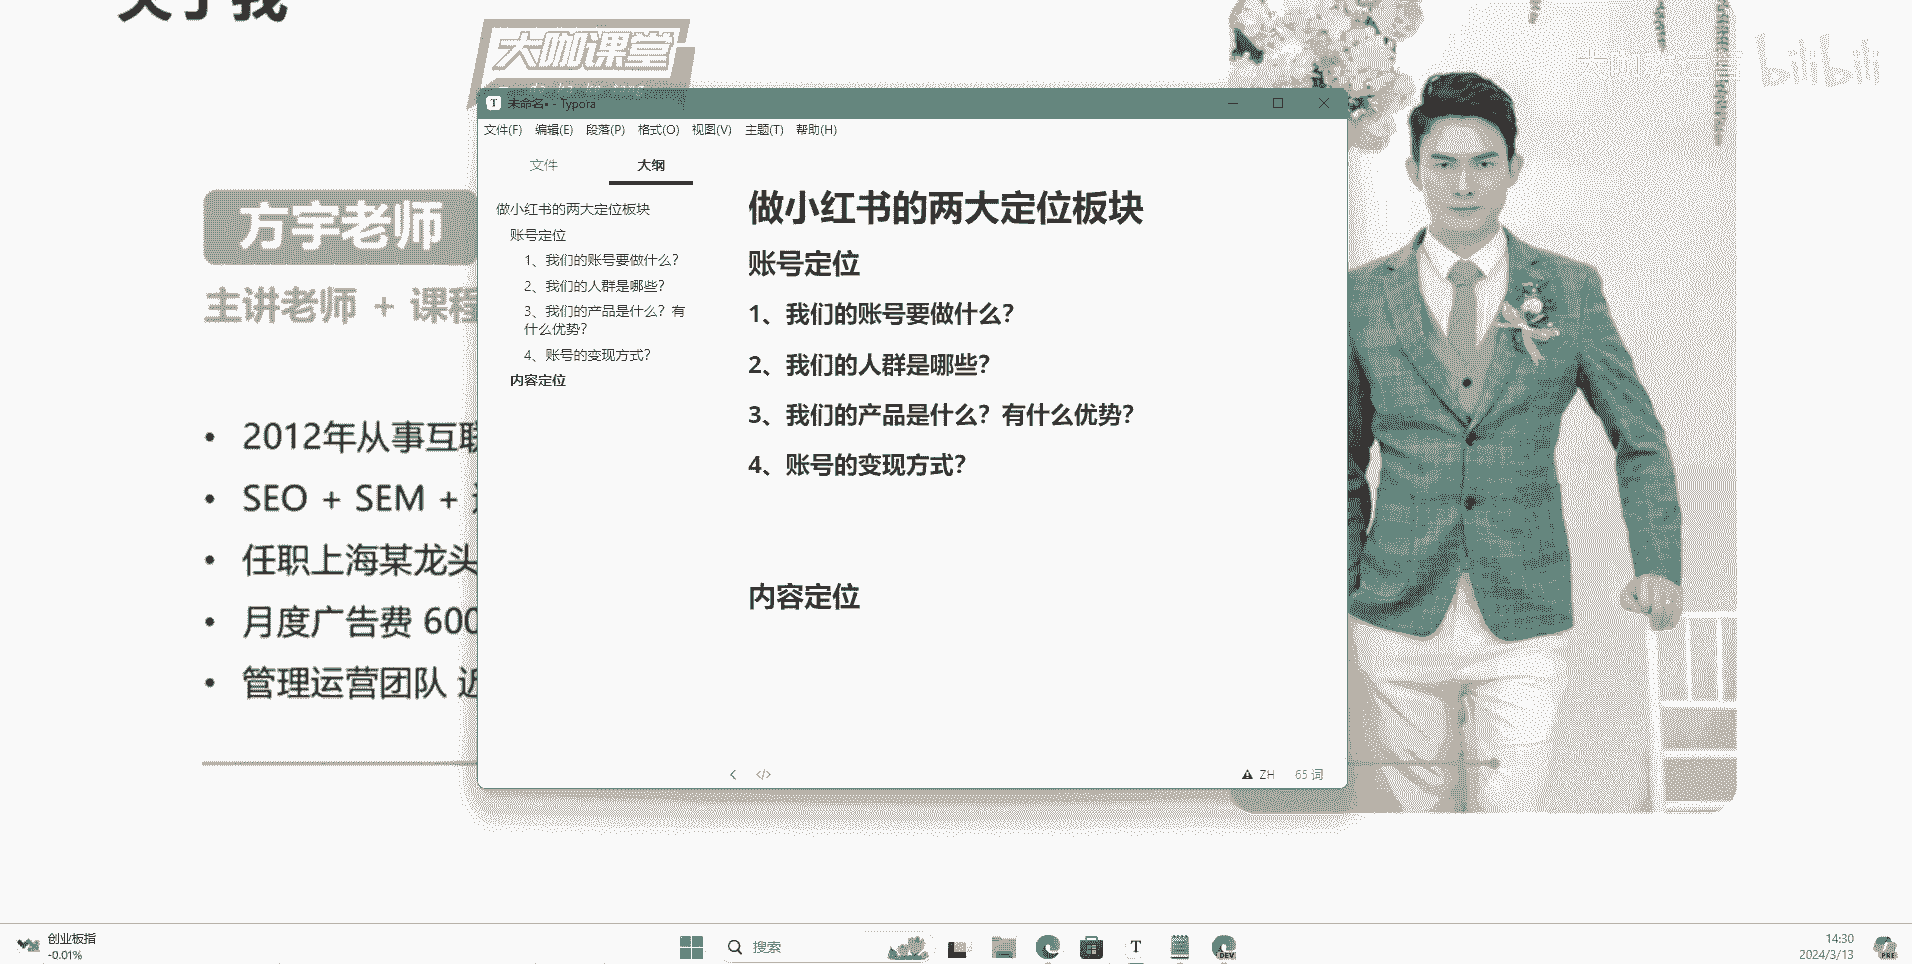 关于我
大咖课堂
bilibili
未命名• - Typora
文件(F) 编辑(E) 段落(P) 格式(O) 视图(V) 主题(T) 帮助(H)
文件 大纲
做小红书的两大定位板块
账号定位
1、我们的账号要做什么？
2、我们的人群是哪些？
3、我们的产品是什么？有
什么优势？
4、账号的变现方式？
内容定位
做小红书的两大定位板块
账号定位
1、我们的账号要做什么？
2、我们的人群是哪些？
3、我们的产品是什么？有什么优势？
4、账号的变现方式？
内容定位
</> ZH 65 词
方宇老师
主讲老师 + 课程
• 2012年从事互联
• SEO + SEM +
• 任职上海某龙头
• 月度广告费 600
• 管理运营团队 近
创业板指
-0.01%
搜索
DEV
14:30
2024/3/13
PRE